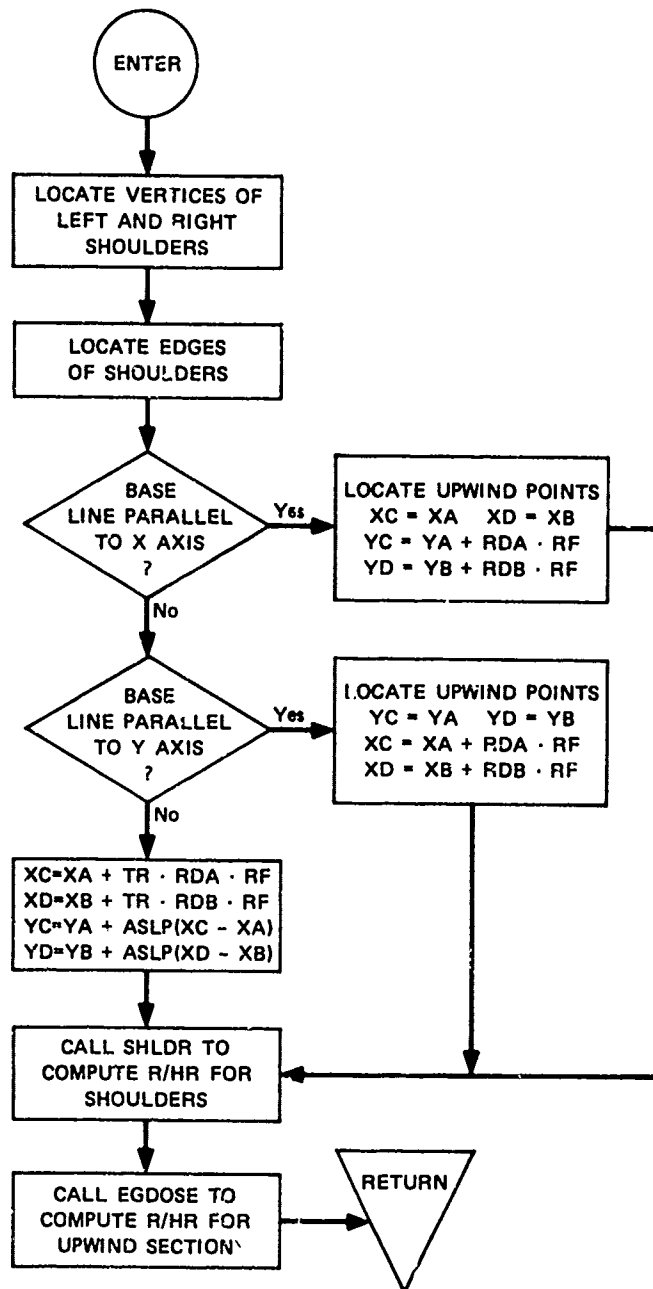 ENTER
LOCATE VERTICES OF
LEFT AND RIGHT
SHOULDERS
LOCATE EDGES
OF SHOULDERS
BASE
LINE PARALLEL
TO X AXIS
?
Yes
No
LOCATE UPWIND POINTS
XC = XA XD = XB
YC = YA + RDA · RF
YD = YB + RDB · RF
BASE
LINE PARALLEL
TO Y AXIS
?
Yes
No
LOCATE UPWIND POINTS
YC = YA YD = YB
XC = XA + RDA · RF
XD = XB + RDB · RF
XC=XA + TR · RDA · RF
XD=XB + TR · RDB · RF
YC=YA + ASLP(XC - XA)
YD=YB + ASLP(XD - XB)
CALL SHLDR TO
COMPUTE R/HR FOR
SHOULDERS
CALL EGDOSE TO
COMPUTE R/HR FOR
UPWIND SECTION
RETURN